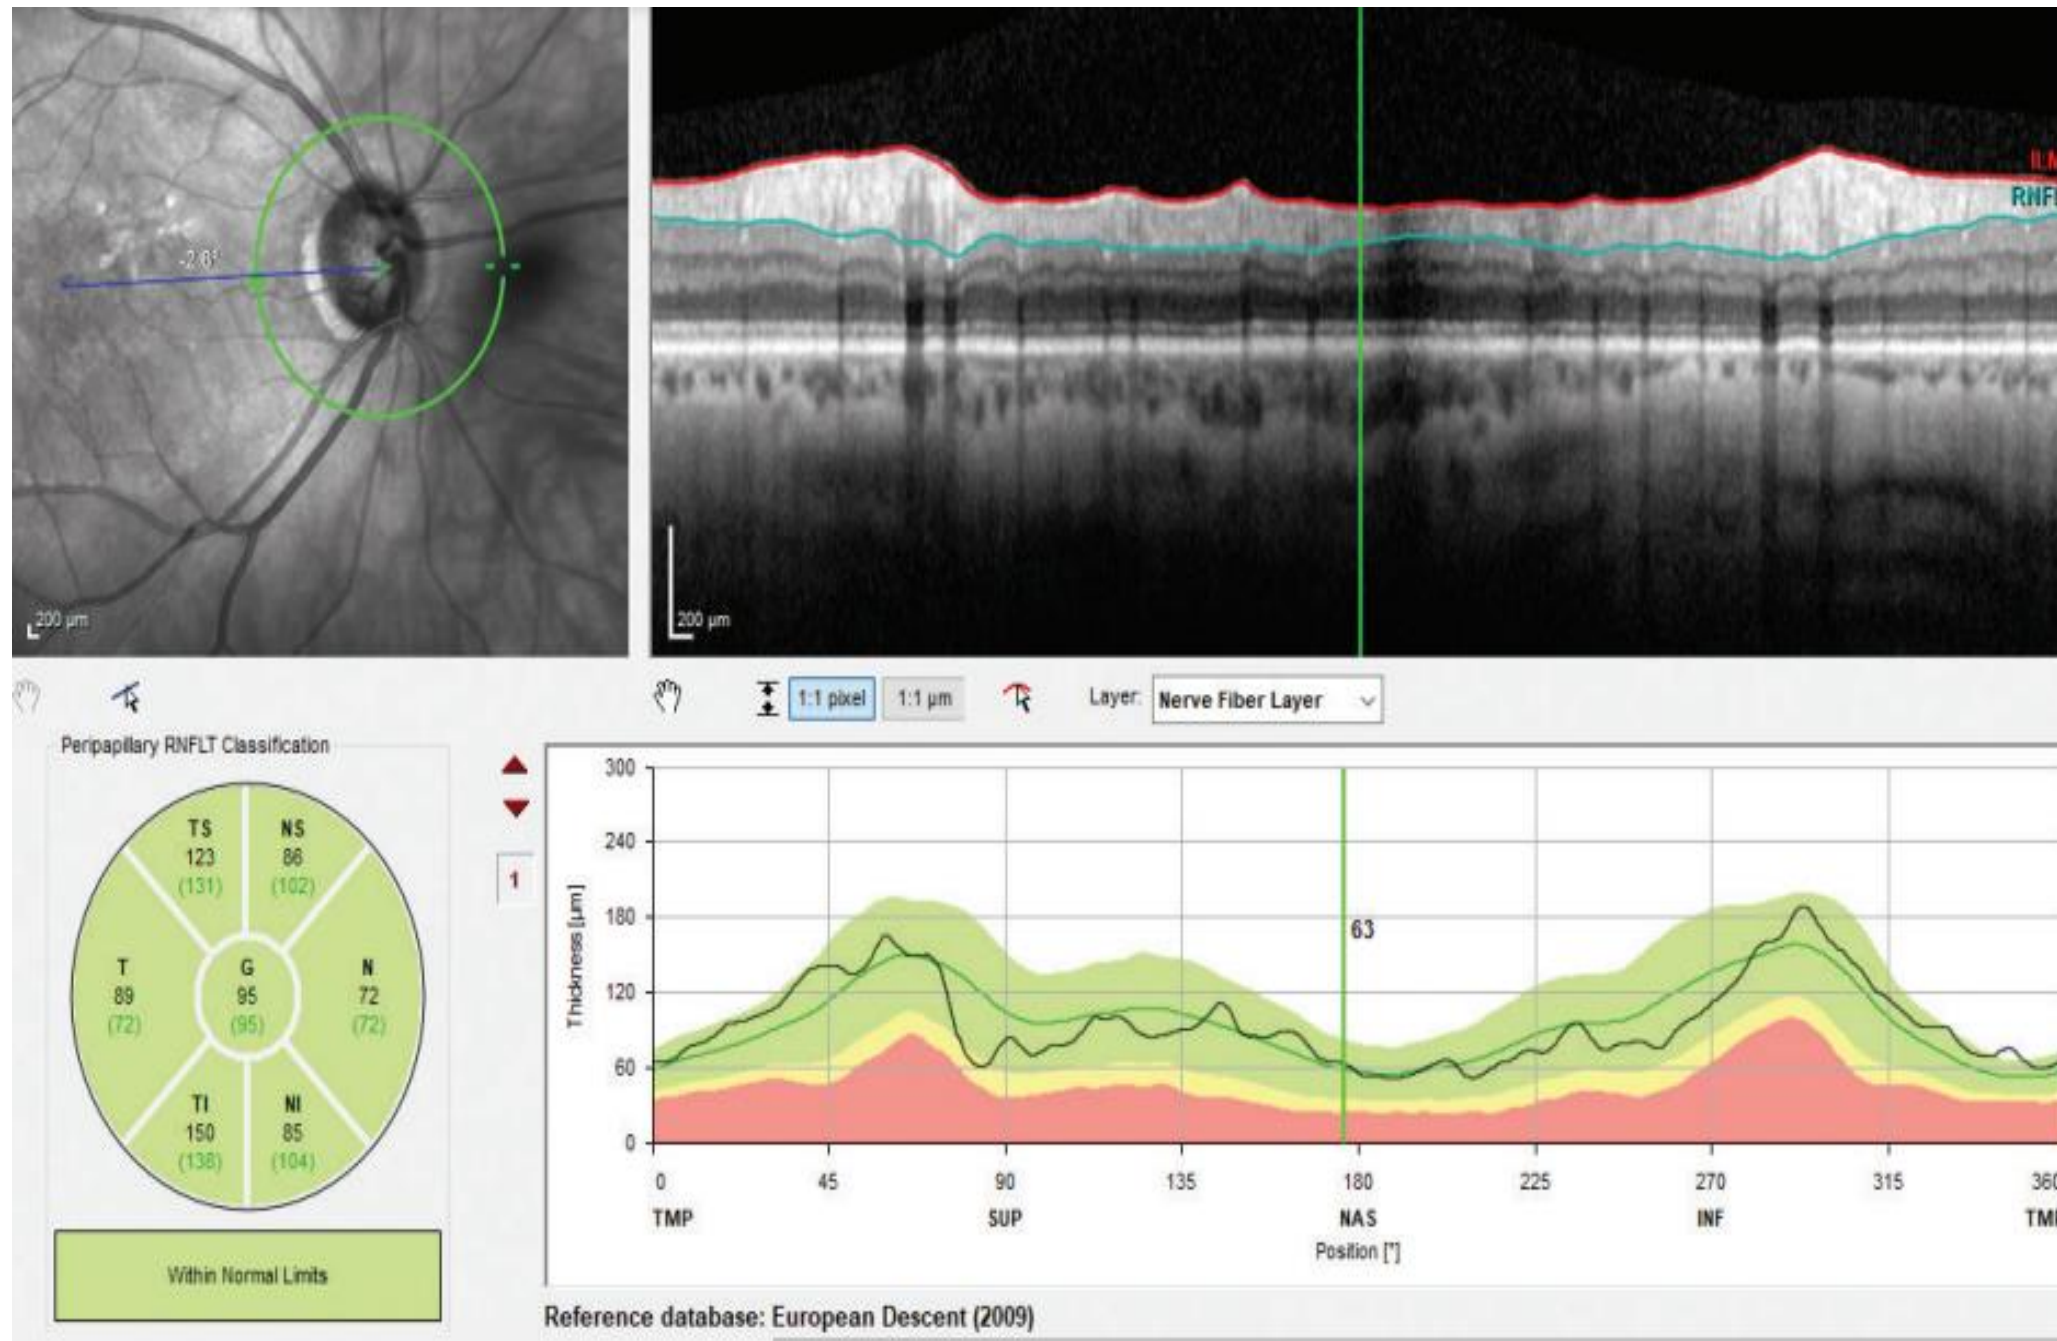 -2.8°
200 µm
ILM
RNFL
200 µm
1:1 pixel
1:1 µm
Layer:
Nerve Fiber Layer
Peripapillary RNFLT Classification
TS
123
(131)
NS
86
(102)
T
89
(72)
G
95
(95)
N
72
(72)
TI
150
(138)
NI
85
(104)
Within Normal Limits
1
Thickness [µm]
300
240
180
120
60
0
63
0
45
90
135
180
225
270
315
360
TMP
SUP
NAS
INF
TMP
Position [°]
Reference database: European Descent (2009)